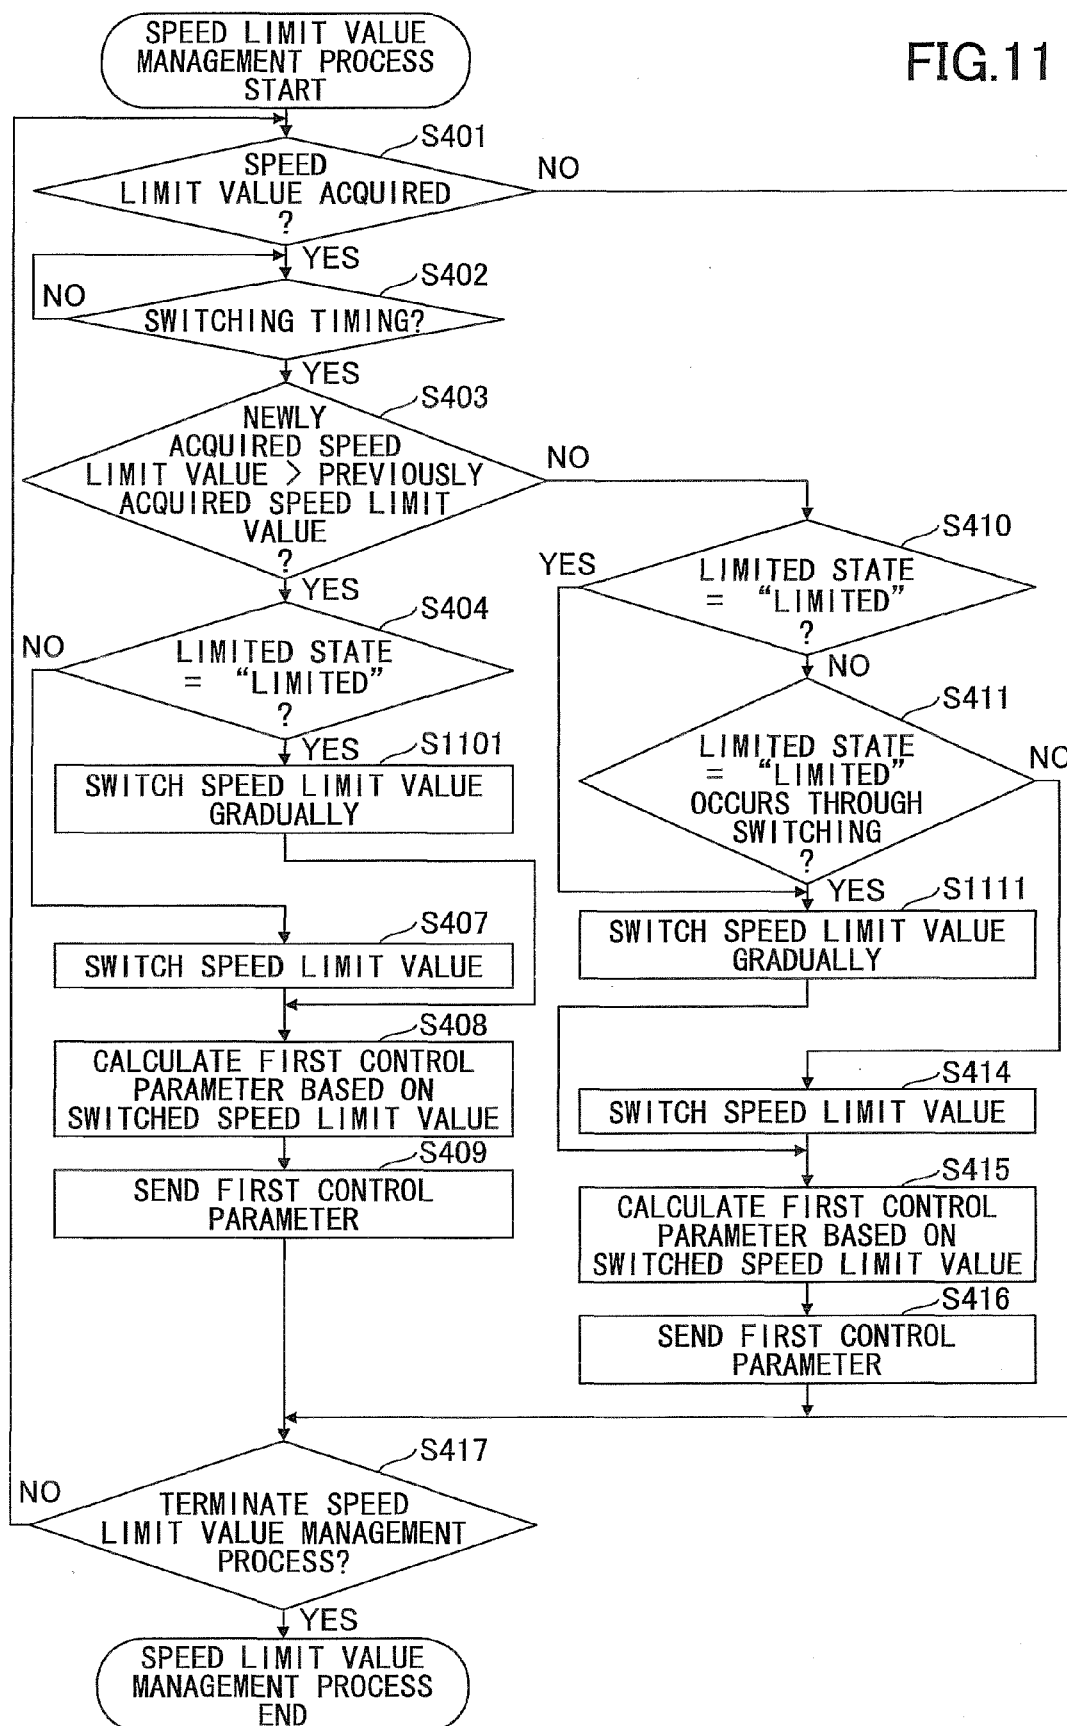 FIG.11
SPEED LIMIT VALUE
MANAGEMENT PROCESS
START
S401
SPEED
LIMIT VALUE ACQUIRED
?
NO
YES
S402
NO
SWITCHING TIMING?
YES
S403
NEWLY
ACQUIRED SPEED
LIMIT VALUE > PREVIOUSLY
ACQUIRED SPEED LIMIT
VALUE
?
NO
YES
S404
NO
LIMITED STATE
= “LIMITED”
?
YES
S1101
SWITCH SPEED LIMIT VALUE
GRADUALLY
S407
SWITCH SPEED LIMIT VALUE
S408
CALCULATE FIRST CONTROL
PARAMETER BASED ON
SWITCHED SPEED LIMIT VALUE
S409
SEND FIRST CONTROL
PARAMETER
S410
YES
LIMITED STATE
= “LIMITED”
?
NO
S411
LIMITED STATE
= “LIMITED”
OCCURS THROUGH
SWITCHING
?
NO
YES
S1111
SWITCH SPEED LIMIT VALUE
GRADUALLY
S414
SWITCH SPEED LIMIT VALUE
S415
CALCULATE FIRST CONTROL
PARAMETER BASED ON
SWITCHED SPEED LIMIT VALUE
S416
SEND FIRST CONTROL
PARAMETER
S417
NO
TERMINATE SPEED
LIMIT VALUE MANAGEMENT
PROCESS?
YES
SPEED LIMIT VALUE
MANAGEMENT PROCESS
END